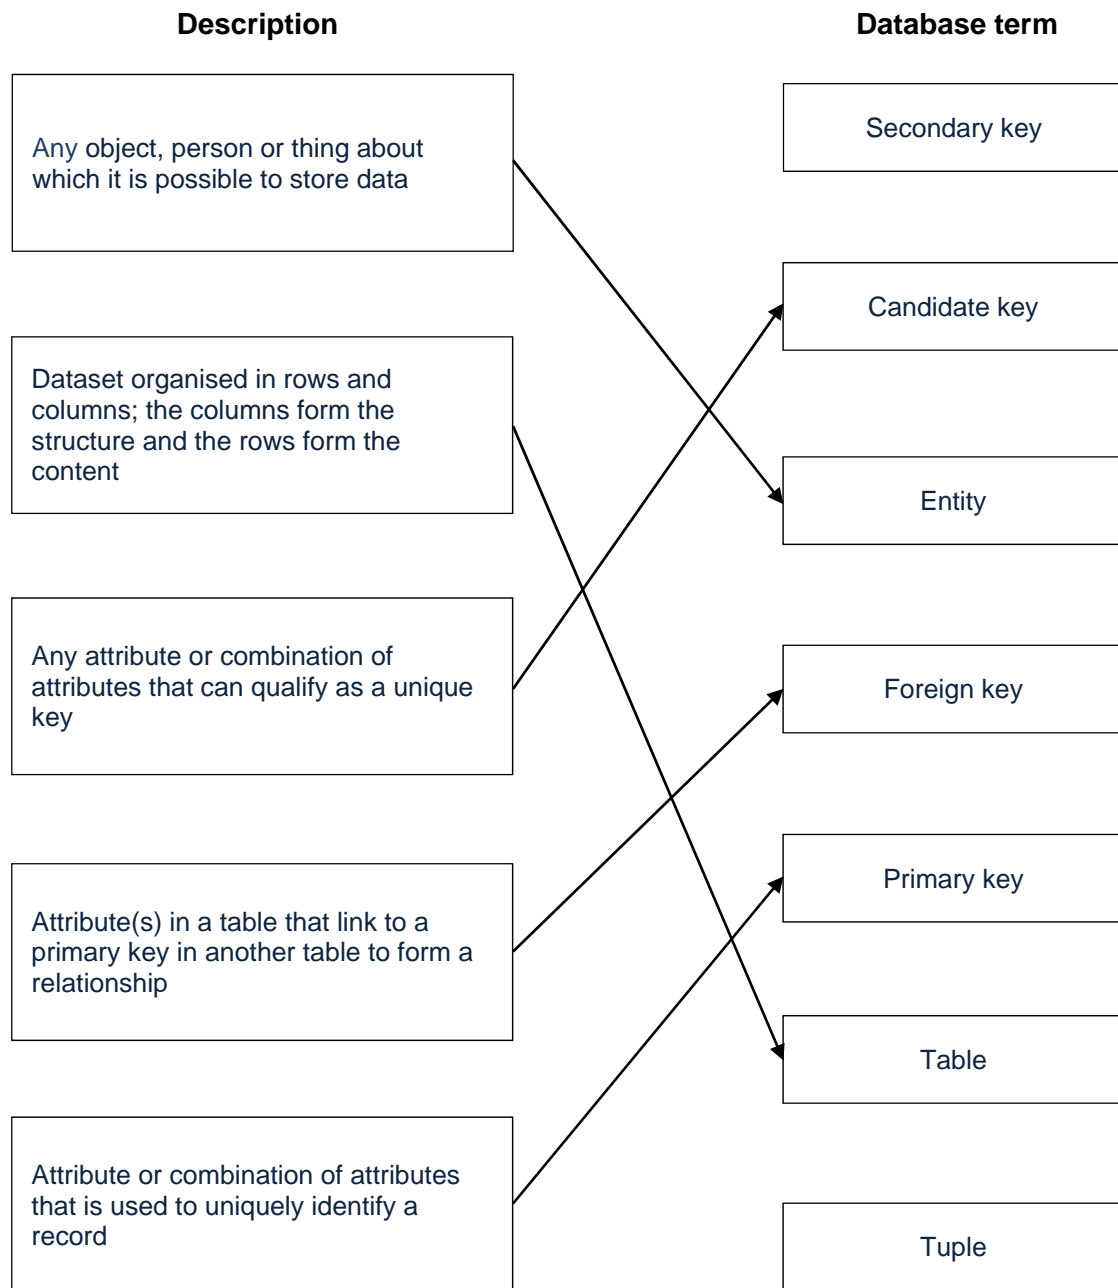 Description
Database term
Any object, person or thing about
which it is possible to store data
Secondary key
Candidate key
Dataset organised in rows and
columns; the columns form the
structure and the rows form the
content
Entity
Any attribute or combination of
attributes that can qualify as a unique
key
Foreign key
Primary key
Attribute(s) in a table that link to a
primary key in another table to form a
relationship
Table
Attribute or combination of attributes
that is used to uniquely identify a
record
Tuple